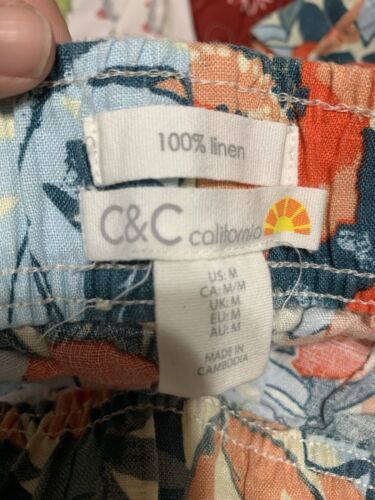 100% linen
C&C california
US: M
CA: M/M
UK: M
EU: M
AU: M
MADE IN
CAMBODIA